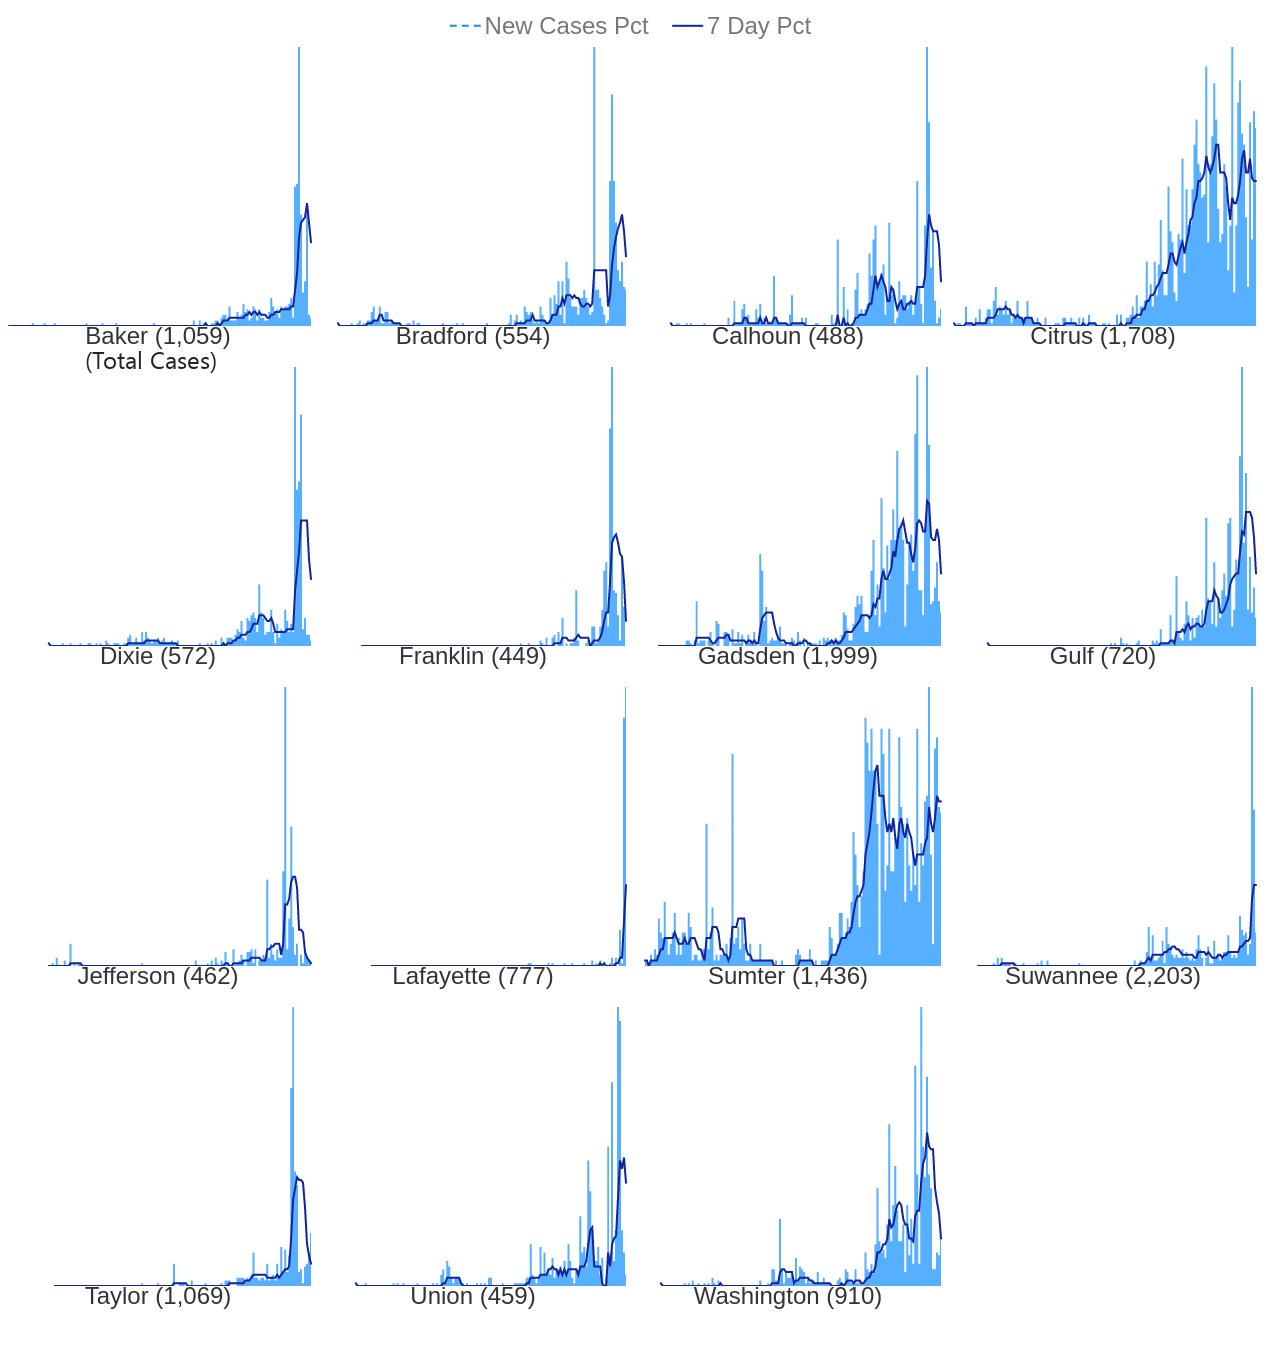 New Cases Pct 7 Day Pct
Baker (1,059) Bradford (554) Calhoun (488) Citrus (1,708)
(Total Cases)
Dixie (572) Franklin (449) Gadsden (1,999) Gulf (720)
Jefferson (462) Lafayette (777) Sumter (1,436) Suwannee (2,203)
Taylor (1,069) Union (459) Washington (910)